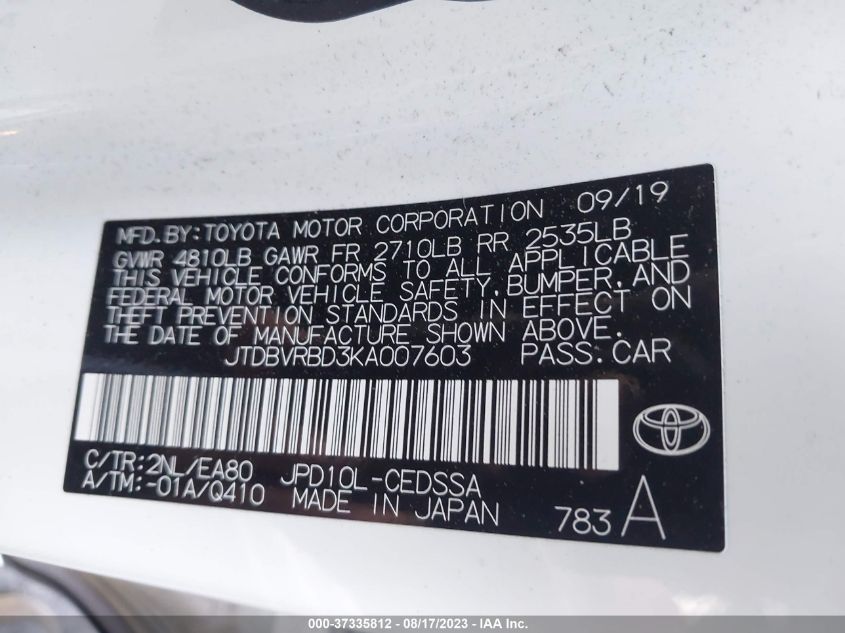 MFD. BY: TOYOTA MOTOR CORPORATION 09/19
GVWR 4810LB GAWR FR 2710LB RR 2535LB
THIS VEHICLE CONFORMS TO ALL APPLICABLE
FEDERAL MOTOR VEHICLE SAFETY, BUMPER, AND
THEFT PREVENTION STANDARDS IN EFFECT ON
THE DATE OF MANUFACTURE SHOWN ABOVE.
JTDBVRBD3KA007603 PASS. CAR
C/TR: 2NL/EA80 JPD10L-CEDSSA
A/TM: -01A/Q410 MADE IN JAPAN 783 A
000-37335812 - 08/17/2023 - IAA Inc.